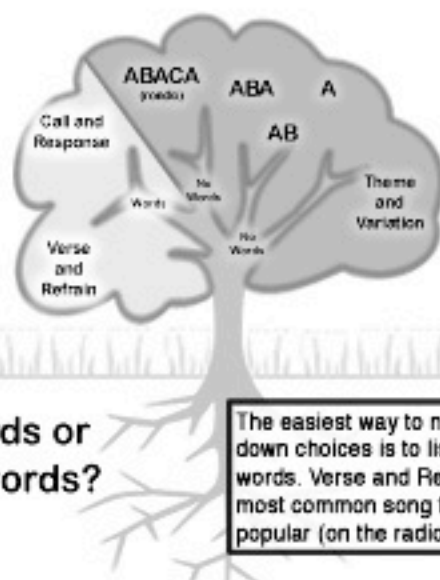 ABACA
(rondo)
ABA
A
AB
Call and
Response
No
Words
Words
Theme
and
Variation
No
Words
Verse
and
Refrain
ds or
ords?
The easiest way to n
down choices is to lis
words. Verse and Re
most common song f
popular (on the radio